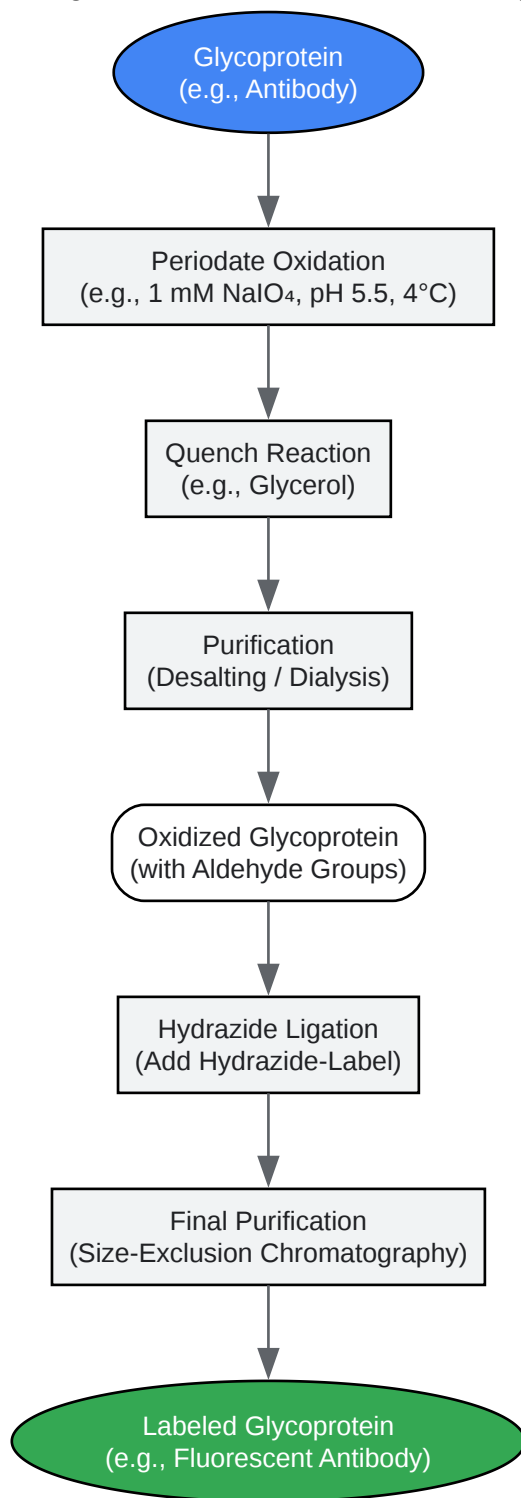 Glycoprotein
(e.g., Antibody)
Periodate Oxidation
(e.g., 1 mM NaIO₄, pH 5.5, 4°C)
Quench Reaction
(e.g., Glycerol)
Purification
(Desalting / Dialysis)
Oxidized Glycoprotein
(with Aldehyde Groups)
Hydrazide Ligation
(Add Hydrazide-Label)
Final Purification
(Size-Exclusion Chromatography)
Labeled Glycoprotein
(e.g., Fluorescent Antibody)